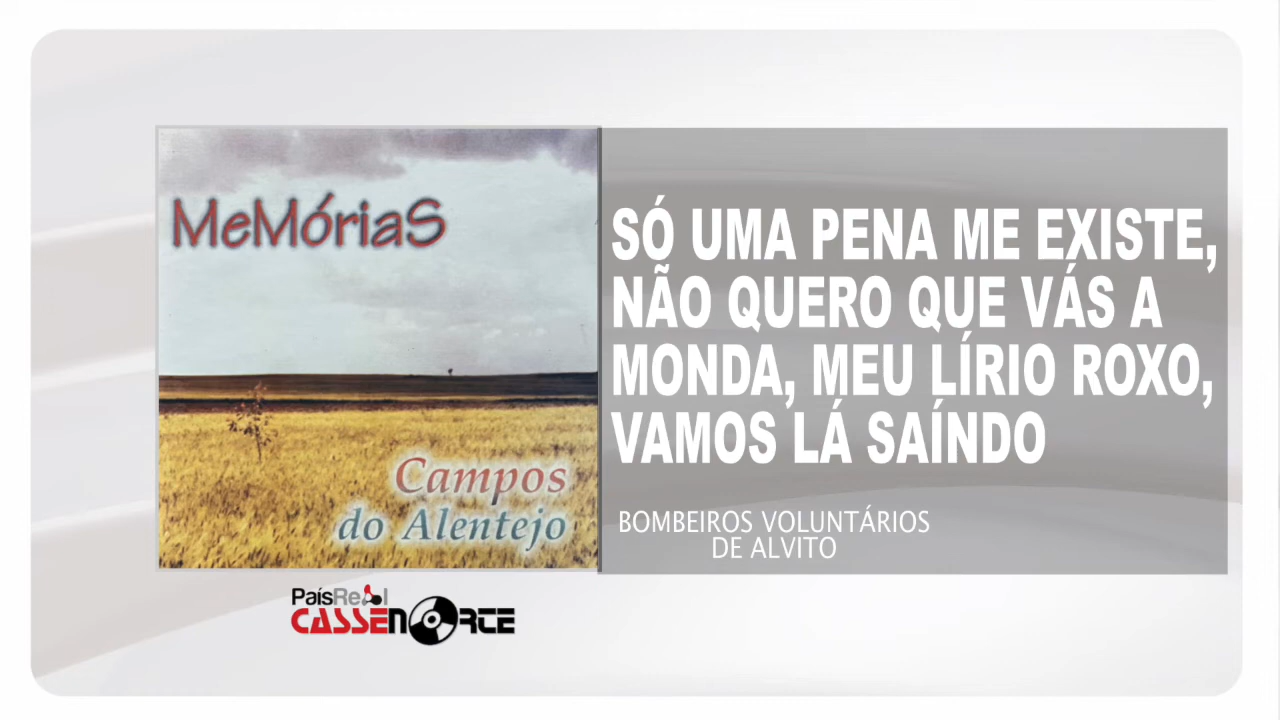 MeMóriaS
Campos
do Alentejo
SÓ UMA PENA ME EXISTE,
NÃO QUERO QUE VÁS A
MONDA, MEU LÍRIO ROXO,
VAMOS LÁ SAÍNDO
BOMBEIROS VOLUNTÁRIOS
DE ALVITO
PaísReal
CASSENORTE